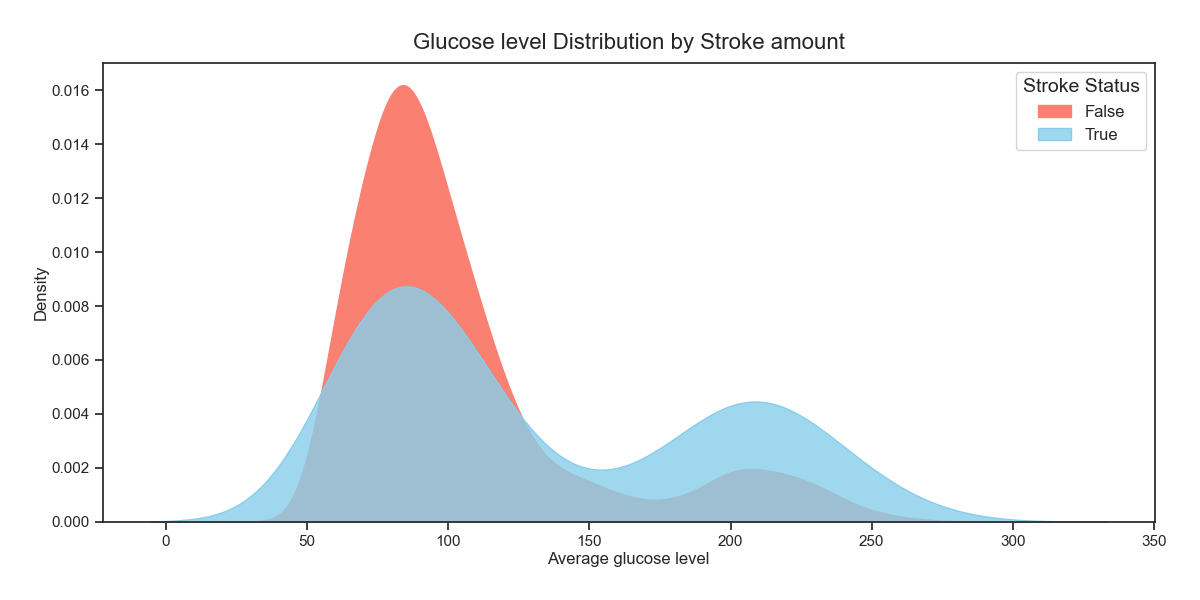 Glucose level Distribution by Stroke amount
Stroke Status
False
True
Density
0.016
0.014
0.012
0.010
0.008
0.006
0.004
0.002
0.000
0 50 100 150 200 250 300 350
Average glucose level